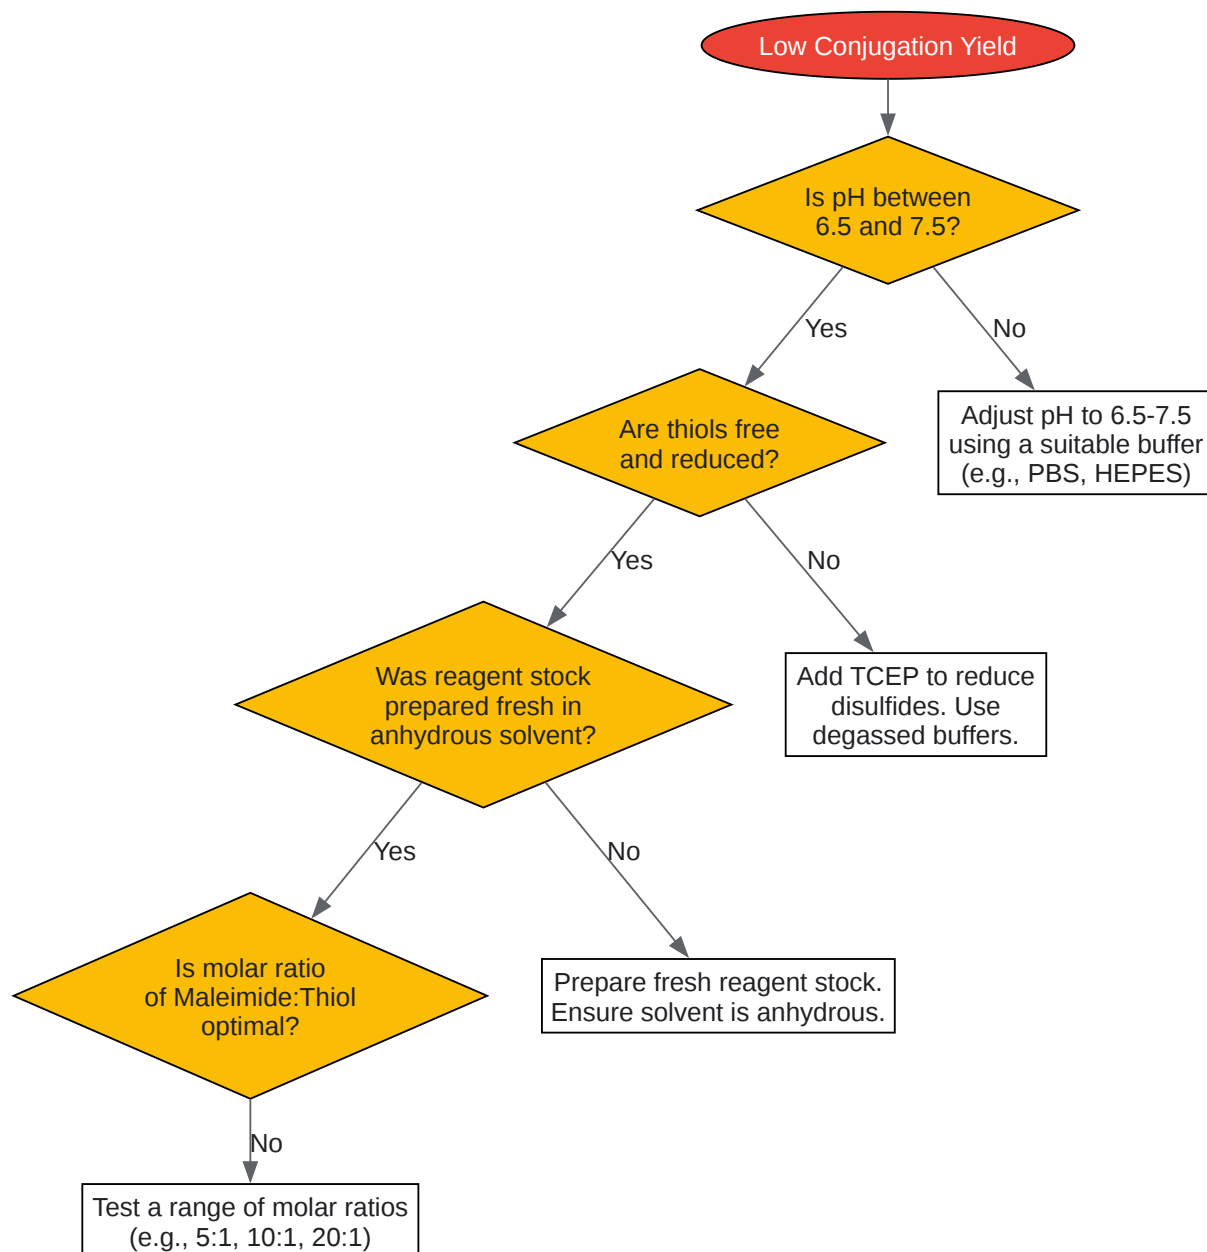 Low Conjugation Yield
Is pH between
6.5 and 7.5?
Yes
No
Are thiols free
and reduced?
Adjust pH to 6.5-7.5
using a suitable buffer
(e.g., PBS, HEPES)
Yes
No
Was reagent stock
prepared fresh in
anhydrous solvent?
Add TCEP to reduce
disulfides. Use
degassed buffers.
Yes
No
Is molar ratio
of Maleimide:Thiol
optimal?
Prepare fresh reagent stock.
Ensure solvent is anhydrous.
No
Test a range of molar ratios
(e.g., 5:1, 10:1, 20:1)